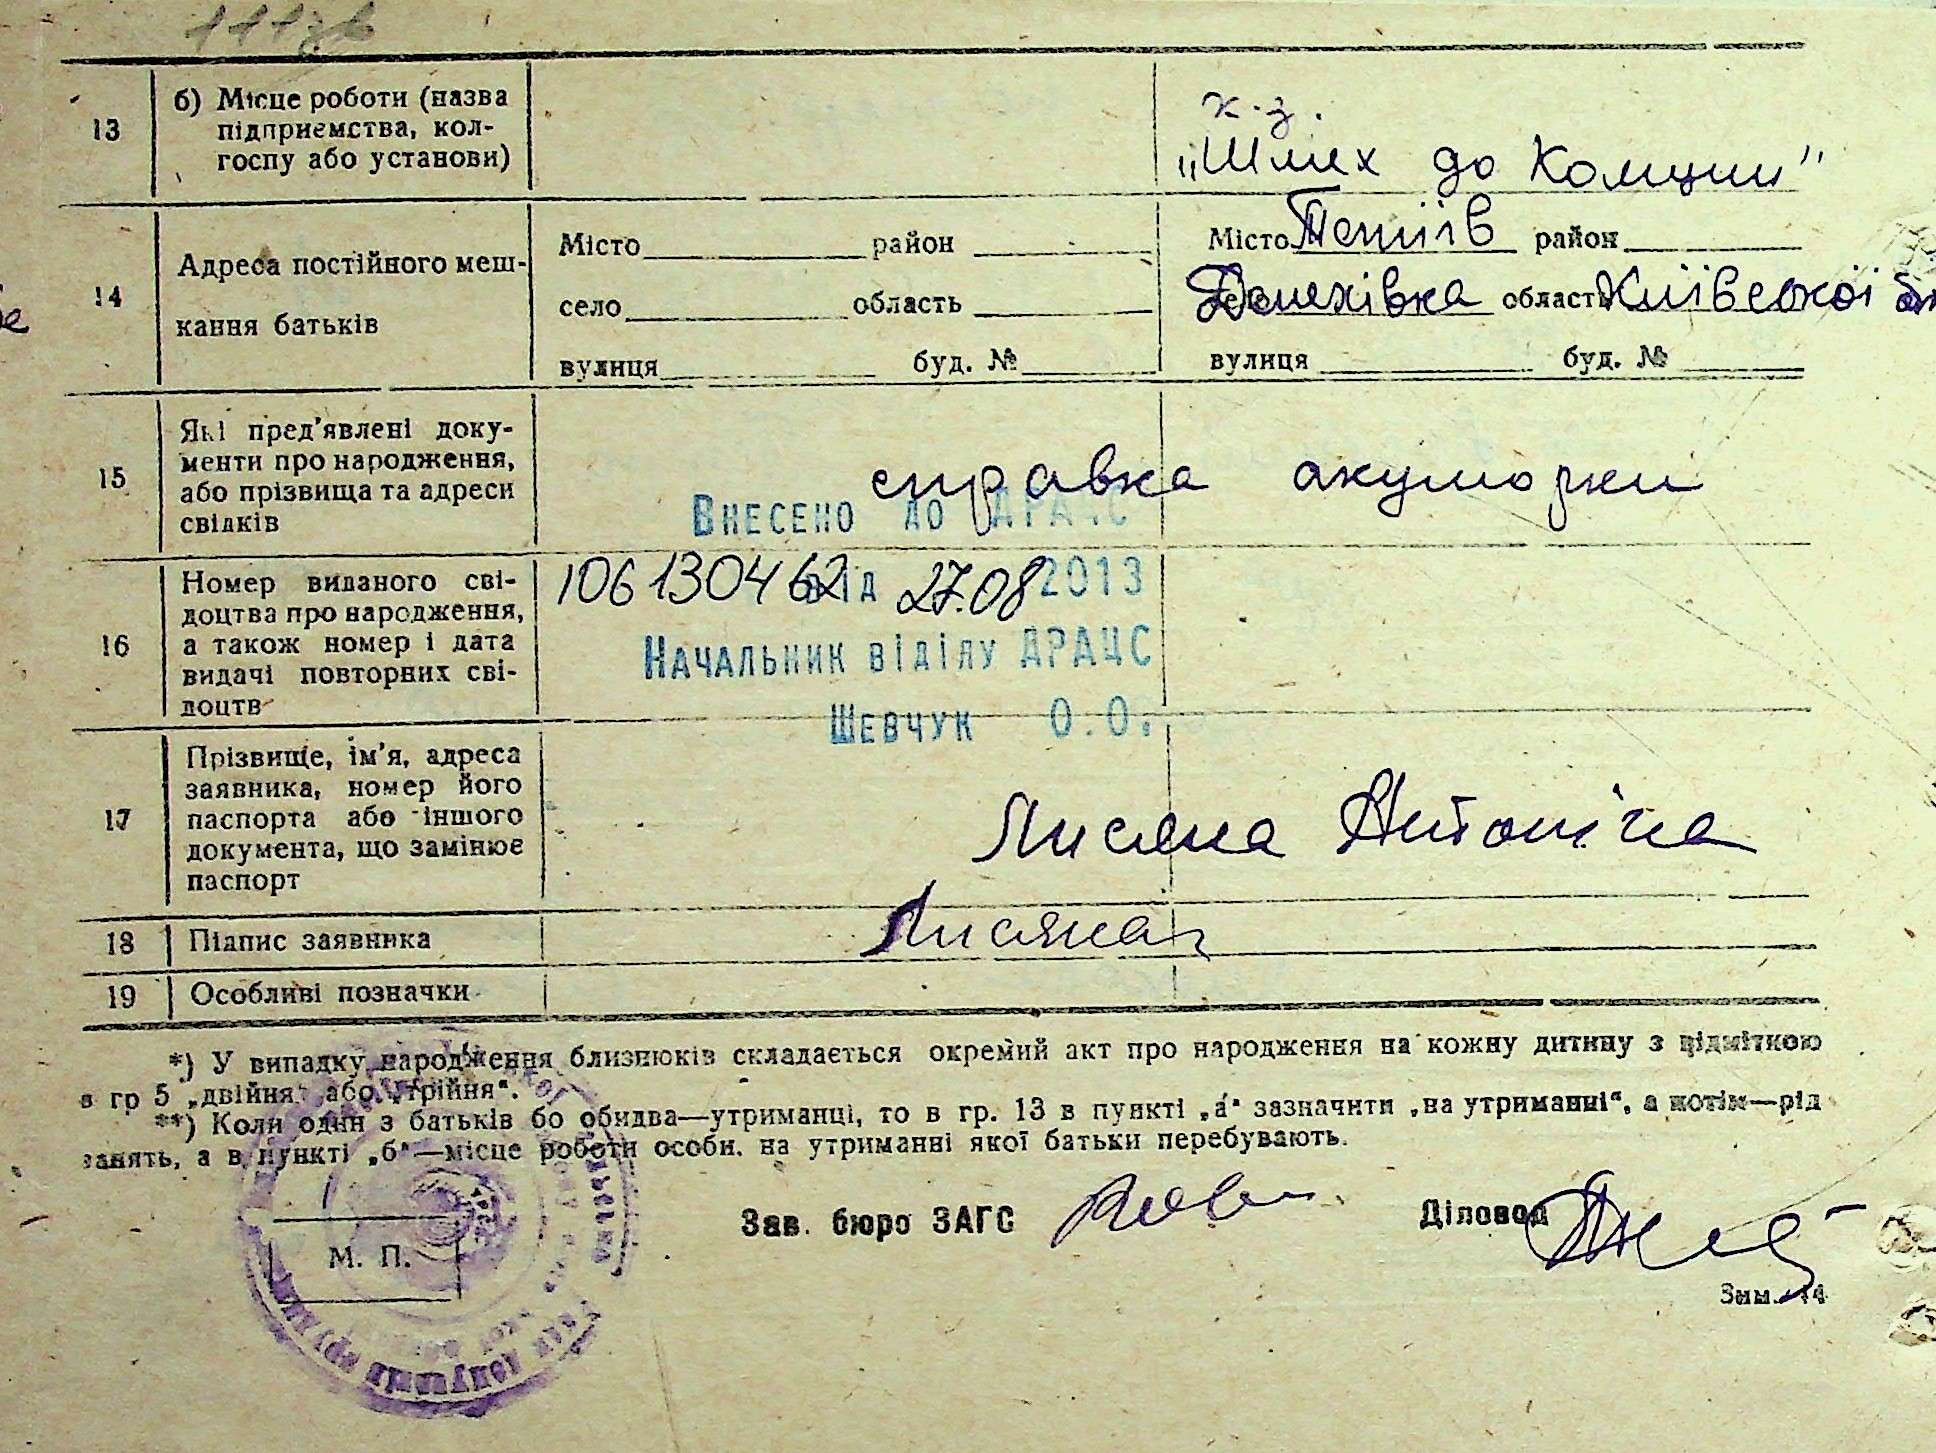 13
б) Місце роботи (назва
підприємства, кол-
госпу або установи)
к-з.
"Шлях до Комуни"
14
Адреса постійного меш-
кання батьків
Місто район
село область
вулиця буд. №
Місто Тетіїв район
Денехівка область Київської
вулиця буд. №
15
Які пред'явлені доку-
менти про народження,
або прізвища та адреси
свідків
справка акушорки
Внесено до ДРАЦС
16
Номер виданого сві-
доцтва про народження,
а також номер і дата
видачі повторних сві-
доцтв
106130462 від 27.08 2013
Начальник відділу ДРАЦС
Шевчук О.О.
17
Прізвище, ім'я, адреса
заявника, номер його
паспорта або іншого
документа, що замінює
паспорт
Лисяна Антоніна
18
Підпис заявника
Лисяна
19
Особливі позначки
*) У випадку народження близнюків складається окремий акт про народження на кожну дитину з відміткою
в гр 5 „двійня" або „трійня".
**) Коли один з батьків бо обидва—утриманці, то в гр. 13 в пункті „а" зазначити „на утриманні", а потім—рід
занять, а в пункті „б"—місце роботи особи. на утриманні якої батьки перебувають.
М. П.
Зав. бюро ЗАГС
Діловод